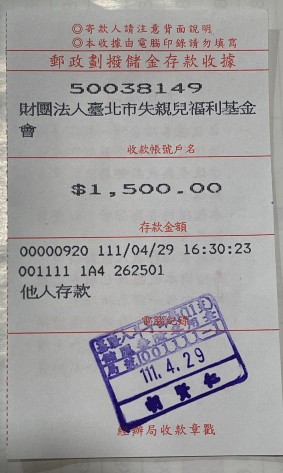 ◎寄款人請注意背面說明
◎本收據由電腦印錄請勿填寫
郵政劃撥儲金存款收據
50038149
財團法人臺北市失親兒福利基金
會
收款帳號戶名
$1,500.00
存款金額
00000920 111/04/29 16:30:23
001111 1A4 262501
他人存款
電腦紀錄
111.4.29
經辦局收款章戳